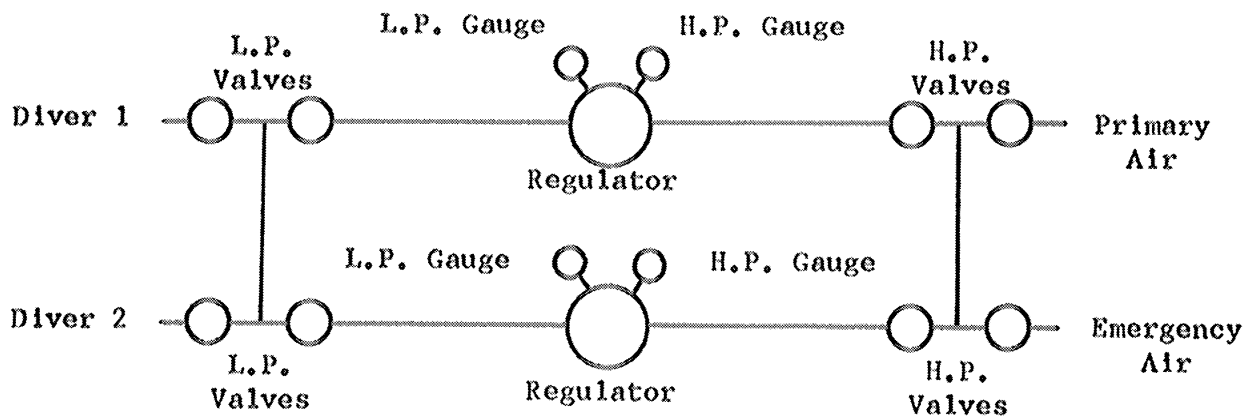 L.P. Gauge
H.P. Gauge
L.P.
Valves
H.P.
Valves
Diver 1
Primary
Air
Regulator
L.P. Gauge
H.P. Gauge
Diver 2
Emergency
Air
L.P.
Valves
Regulator
H.P.
Valves